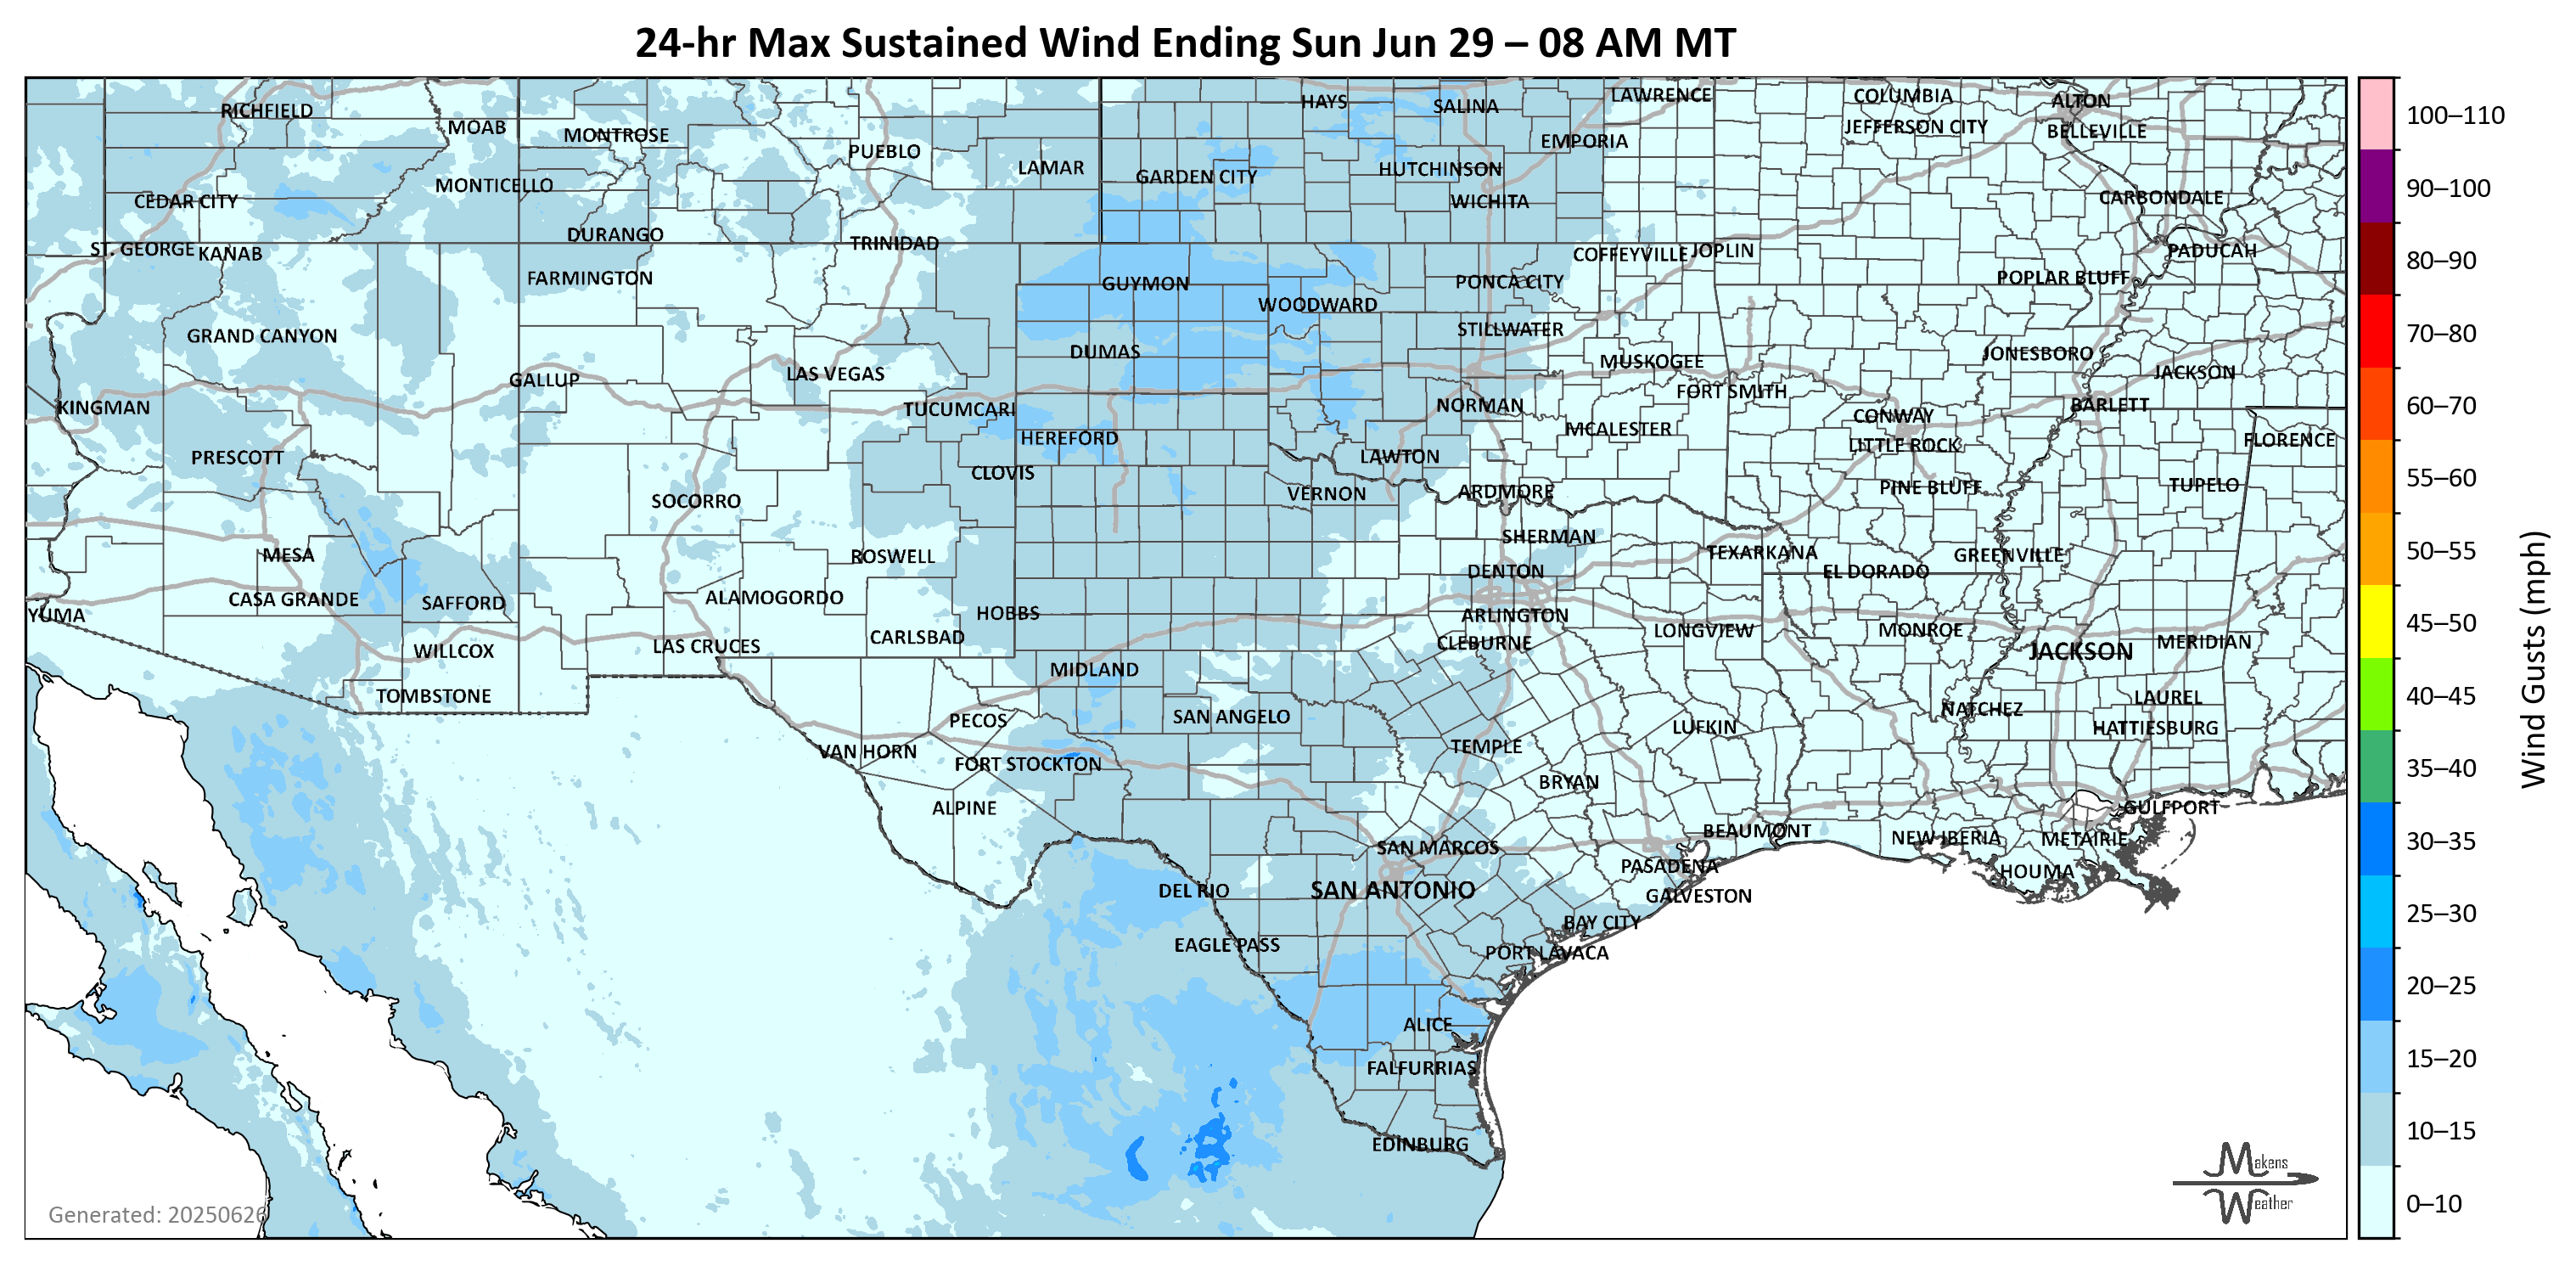 24-hr Max Sustained Wind Ending Sun Jun 29 – 08 AM MT
RICHFIELD
MOAB
MONTROSE
PUEBLO
LAMAR
HAYS
SALINA
LAWRENCE
COLUMBIA
ALTON
JEFFERSON CITY
BELLEVILLE
EMPORIA
GARDEN CITY
HUTCHINSON
MONTICELLO
CEDAR CITY
WICHITA
CARBONDALE
DURANGO
TRINIDAD
ST. GEORGE
KANAB
COFFEYVILLE
JOPLIN
PADUCAH
FARMINGTON
GUYMON
PONCA CITY
POPLAR BLUFF
WOODWARD
GRAND CANYON
STILLWATER
DUMAS
MUSKOGEE
JONESBORO
GALLUP
LAS VEGAS
JACKSON
FORT SMITH
KINGMAN
TUCUMCARI
NORMAN
BARLETT
CONWAY
HEREFORD
MCALESTER
LITTLE ROCK
FLORENCE
PRESCOTT
CLOVIS
LAWTON
SOCORRO
VERNON
ARDMORE
PINE BLUFF
TUPELO
MESA
ROSWELL
SHERMAN
TEXARKANA
GREENVILLE
DENTON
EL DORADO
CASA GRANDE
SAFFORD
ALAMOGORDO
YUMA
HOBBS
ARLINGTON
LAS CRUCES
CARLSBAD
CLEBURNE
LONGVIEW
MONROE
WILLCOX
JACKSON
MERIDIAN
MIDLAND
TOMBSTONE
LAUREL
PECOS
SAN ANGELO
NATCHEZ
LUFKIN
HATTIESBURG
VAN HORN
TEMPLE
FORT STOCKTON
BRYAN
ALPINE
GULFPORT
BEAUMONT
NEW IBERIA
METAIRIE
SAN MARCOS
PASADENA
HOUMA
DEL RIO
SAN ANTONIO
GALVESTON
BAY CITY
EAGLE PASS
PORT LAVACA
ALICE
FALFURRIAS
EDINBURG
Generated: 20250626
Makens
Weather
100–110
90–100
80–90
70–80
60–70
55–60
50–55
45–50
40–45
35–40
30–35
25–30
20–25
15–20
10–15
0–10
Wind Gusts (mph)